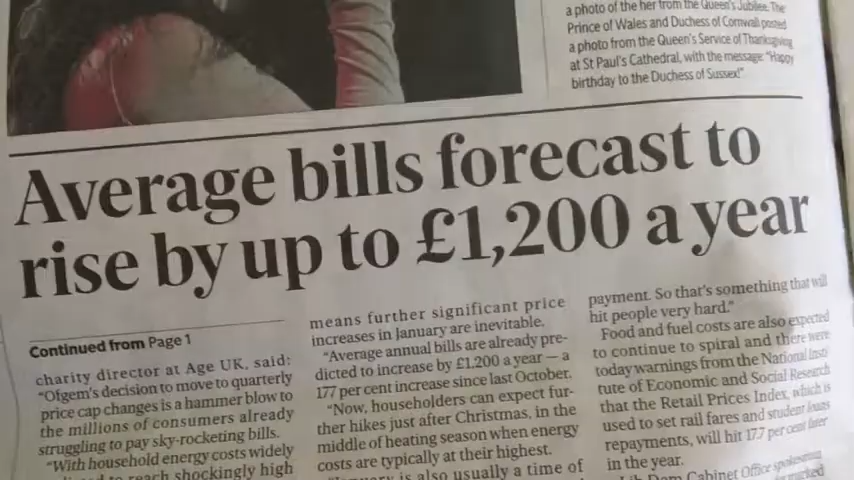 a photo of the her from the Queen's Jubilee. The
Prince of Wales and Duchess of Cornwall posted
a photo from the Queen's Service of Thanksgiving
at St Paul's Cathedral, with the message: "Happy
birthday to the Duchess of Sussex!"
Average bills forecast to
rise by up to £1,200 a year
Continued from Page 1
charity director at Age UK, said:
"Ofgem's decision to move to quarterly
price cap changes is a hammer blow to
the millions of consumers already
struggling to pay sky-rocketing bills.
"With household energy costs widely
to reach shockingly high
means further significant price
increases in January are inevitable.
"Average annual bills are already pre-
dicted to increase by £1,200 a year — a
177 per cent increase since last October.
"Now, householders can expect fur-
ther hikes just after Christmas, in the
middle of heating season when energy
costs are typically at their highest.
"January is also usually a time of
payment. So that's something that will
hit people very hard."
Food and fuel costs are also expected
to continue to spiral and there were
today warnings from the National Insti-
tute of Economic and Social Research
that the Retail Prices Index, which is
used to set rail fares and student loans
repayments, will hit 17.7 per cent later
in the year.
Lib Dem Cabinet Office spokesman